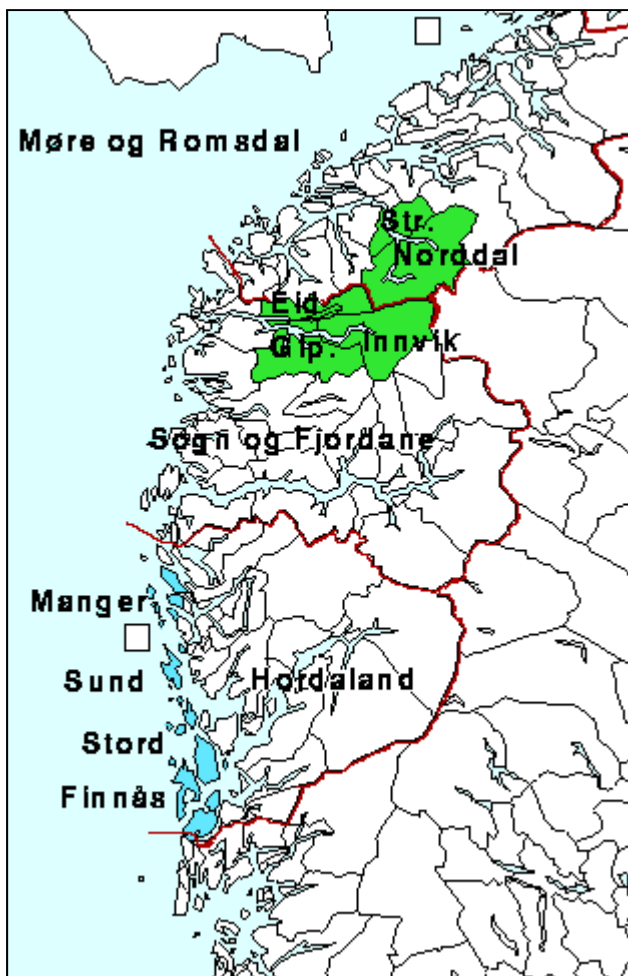 Møre og Romsdal
Str.
Norddal
Eid
Glp.
Innvik
Sogn og Fjordane
Manger
Hordaland
Sund
Stord
Finnås